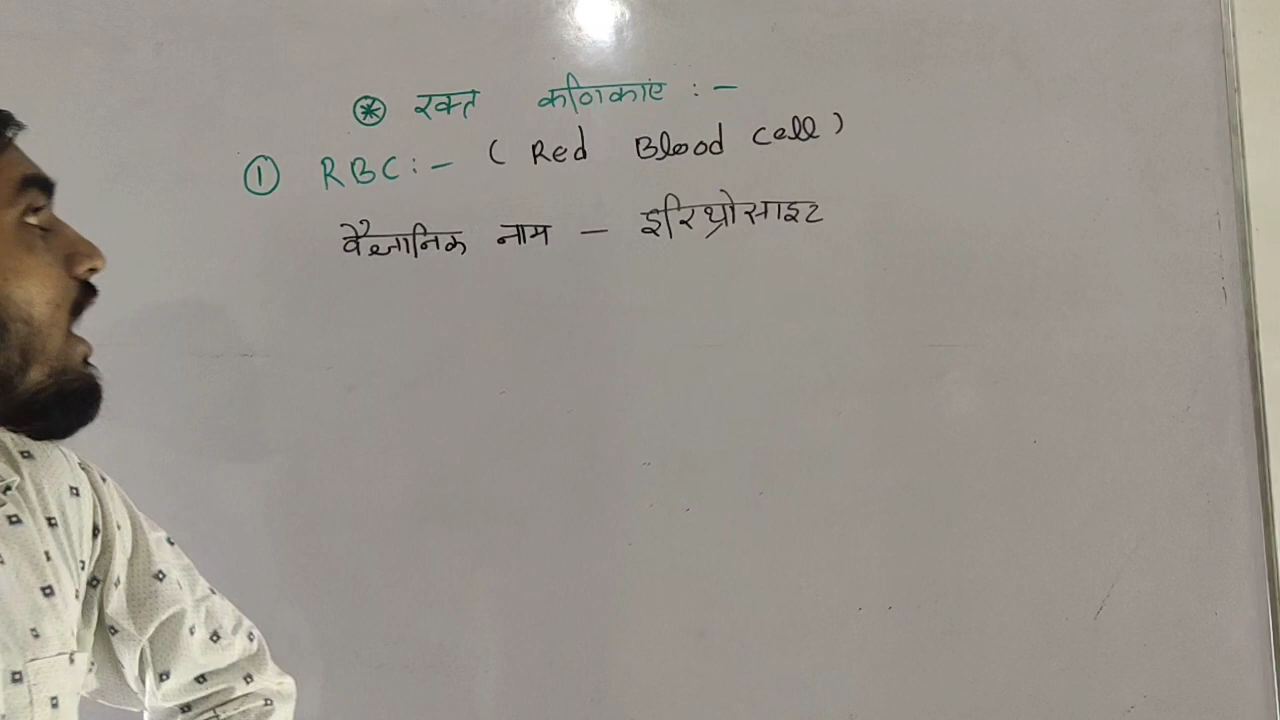 ⊛ रक्त कणिकाएं :-
① RBC :- ( Red Blood Cell )
वैज्ञानिक नाम - इरिथ्रोसाइट